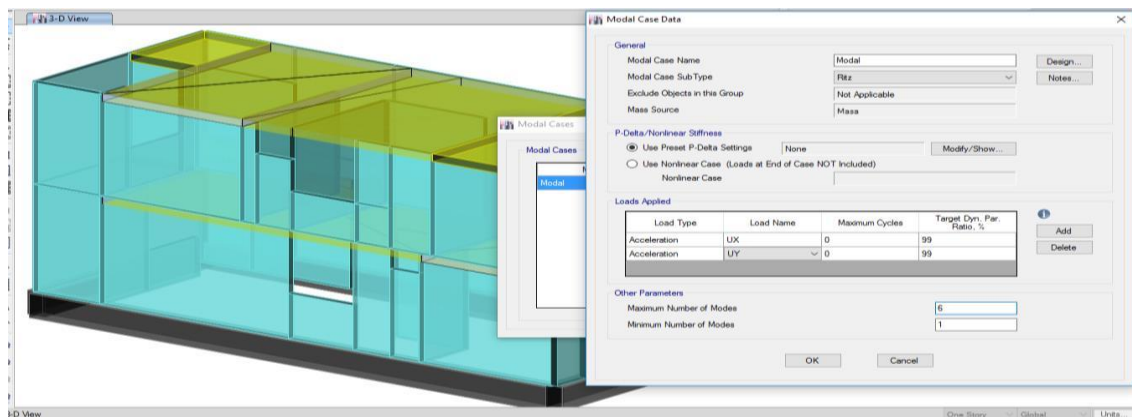 3-D View
Modal Cases
Modal Cases
Modal
Modal Case Data
General
Modal Case Name Modal Design...
Modal Case SubType Ritz Notes...
Exclude Objects in this Group Not Applicable
Mass Source Masa
P-Delta/Nonlinear Stiffness
Use Preset P-Delta Settings None Modify/Show...
Use Nonlinear Case (Loads at End of Case NOT Included)
Nonlinear Case
Loads Applied
Load Type Load Name Maximum Cycles Target Dyn. Par. Ratio, %
Acceleration UX 0 99
Acceleration UY 0 99
Add
Delete
Other Parameters
Maximum Number of Modes 6
Minimum Number of Modes 1
OK Cancel
3-D View One Story Global Units